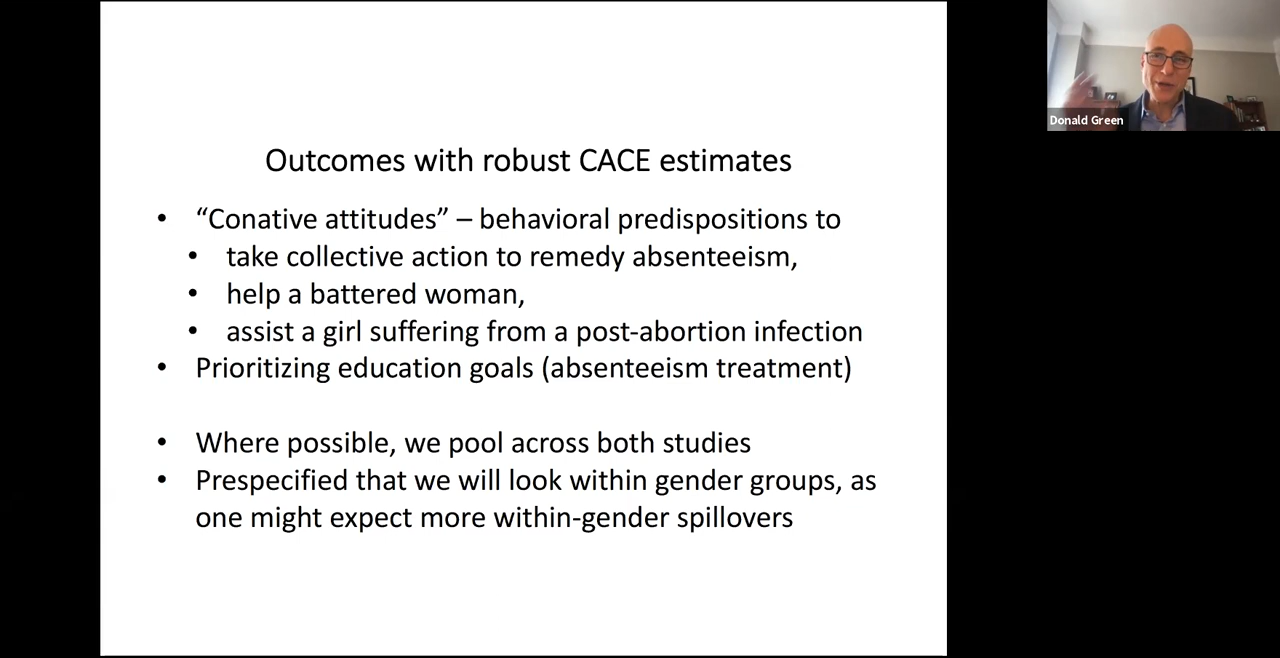 Outcomes with robust CACE estimates
• “Conative attitudes” – behavioral predispositions to
• take collective action to remedy absenteeism,
• help a battered woman,
• assist a girl suffering from a post-abortion infection
• Prioritizing education goals (absenteeism treatment)
• Where possible, we pool across both studies
• Prespecified that we will look within gender groups, as
one might expect more within-gender spillovers
Donald Green